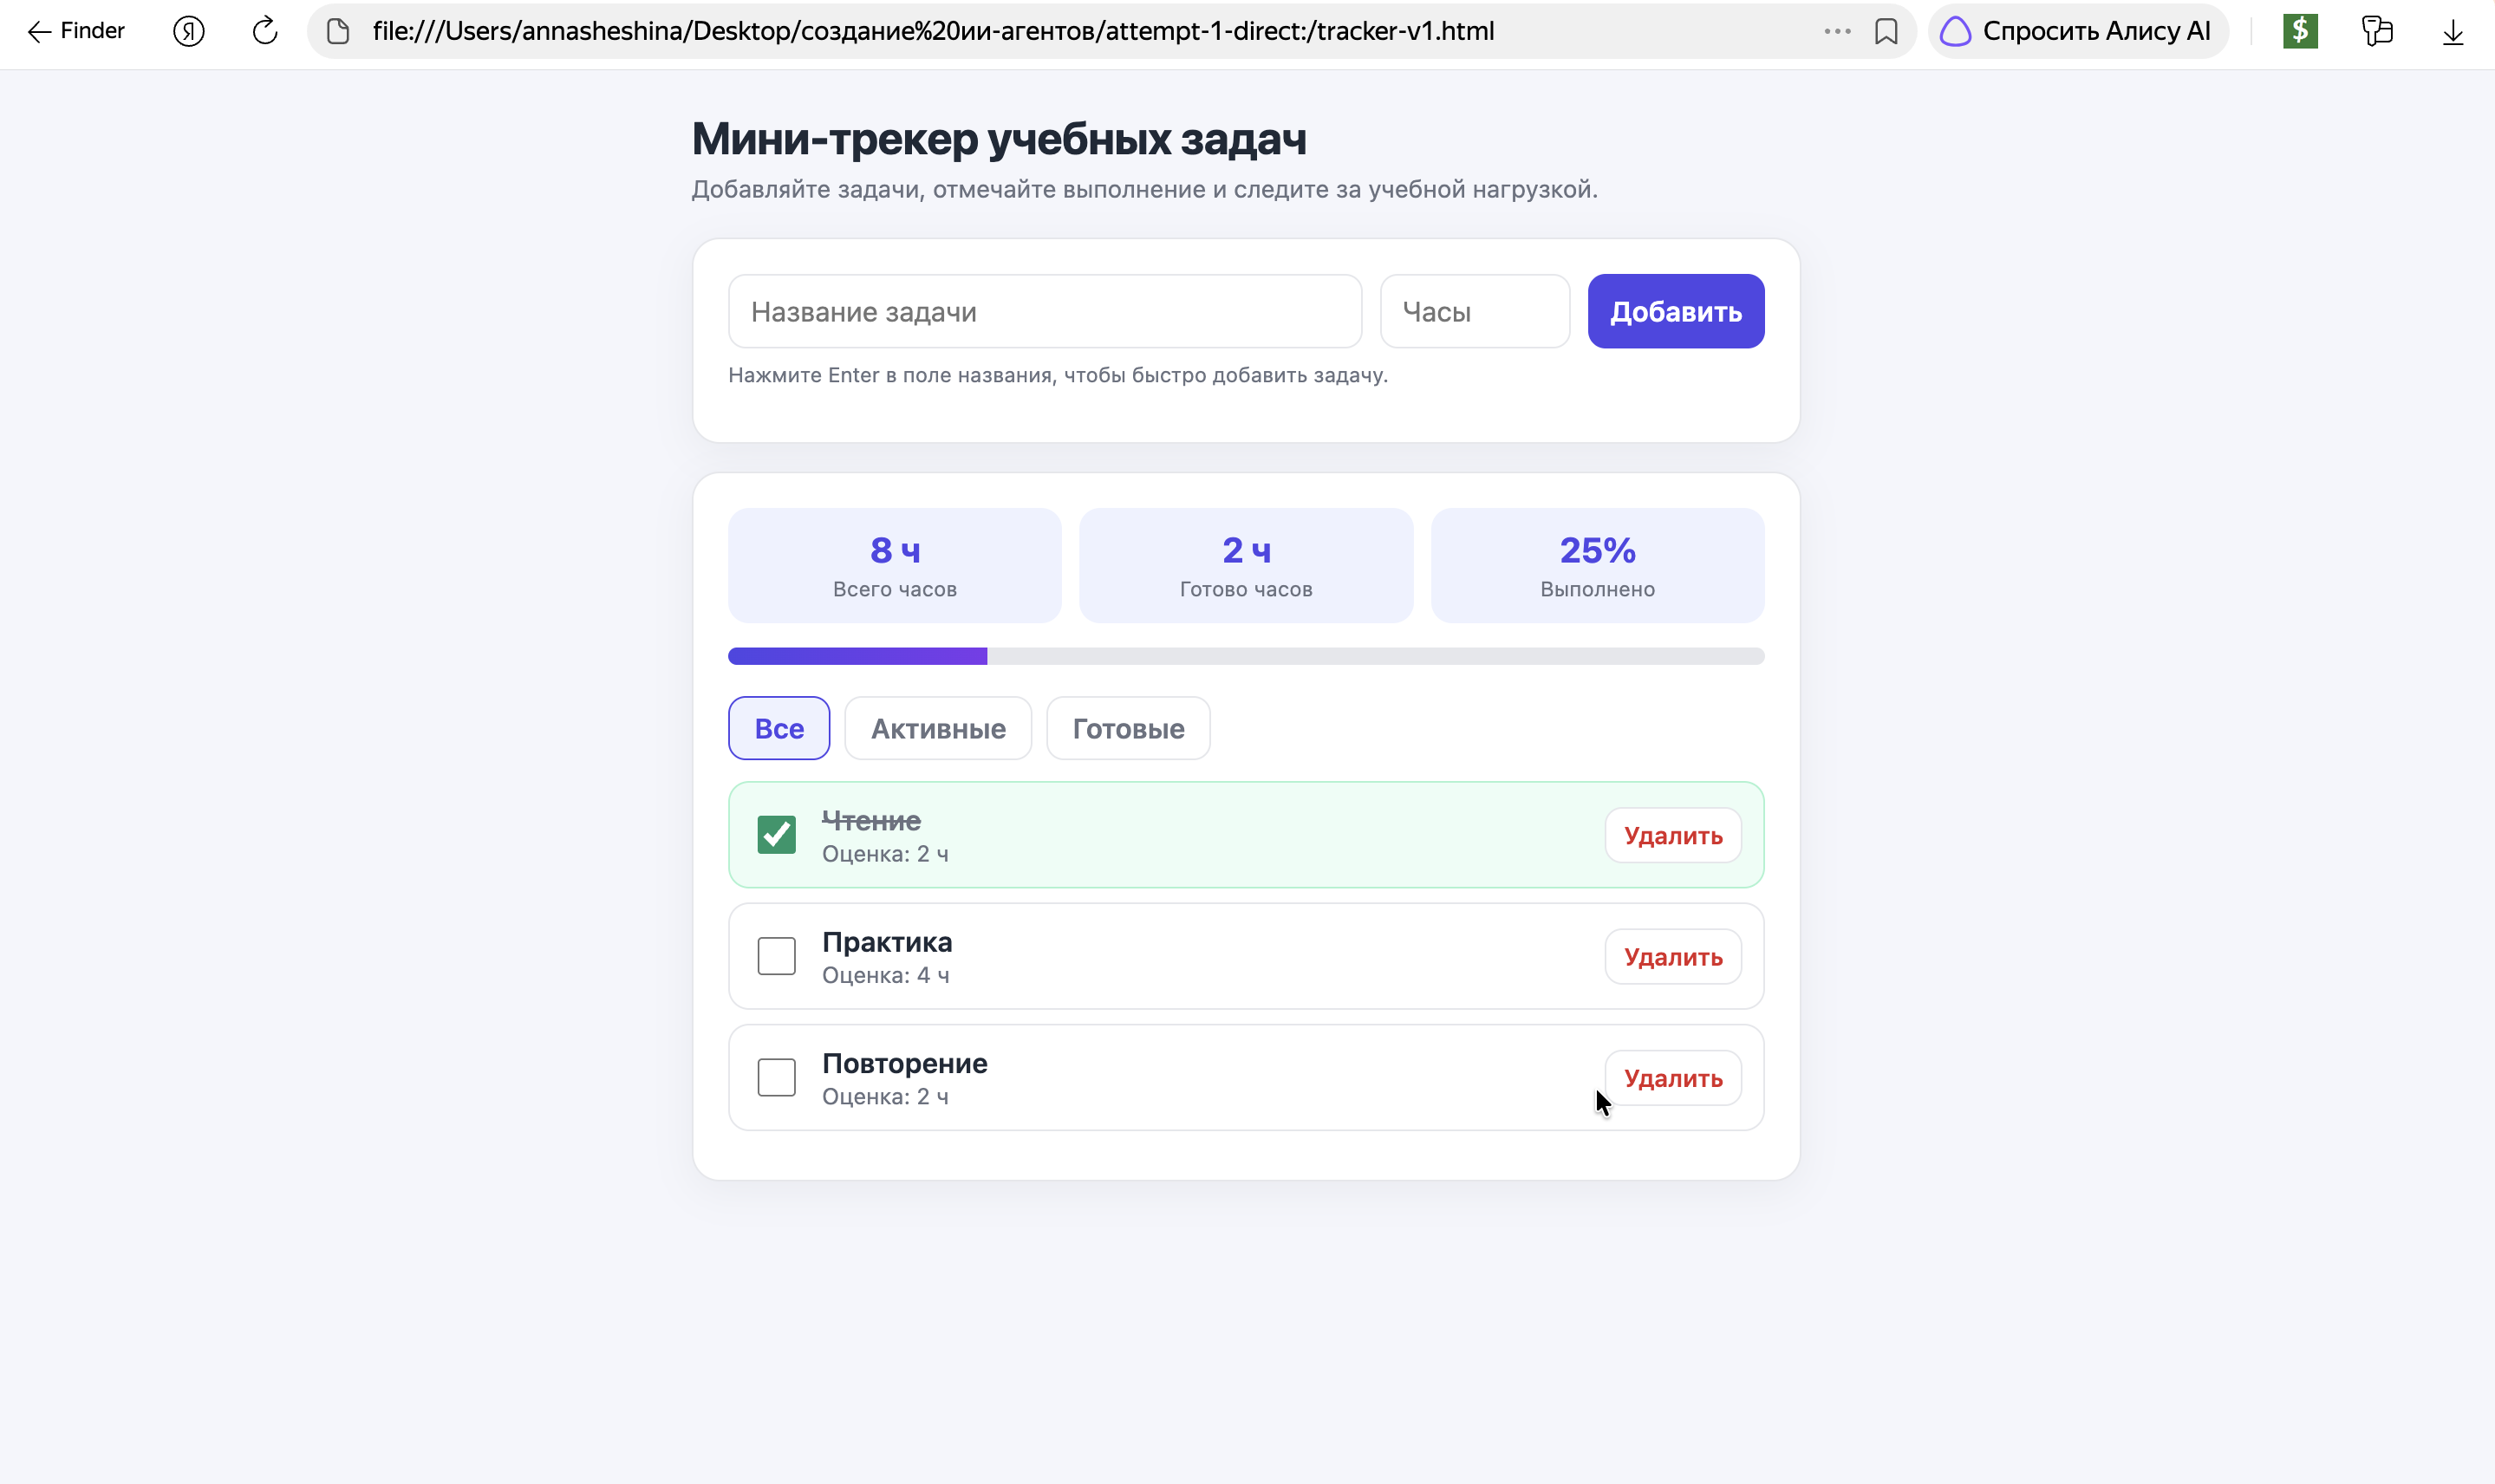 Finder
Я
file:///Users/annasheshina/Desktop/создание%20ии-агентов/attempt-1-direct:/tracker-v1.html
Спросить Алису AI
$
Мини-трекер учебных задач
Добавляйте задачи, отмечайте выполнение и следите за учебной нагрузкой.
Название задачи
Часы
Добавить
Нажмите Enter в поле названия, чтобы быстро добавить задачу.
8 ч
Всего часов
2 ч
Готово часов
25%
Выполнено
Все
Активные
Готовые
Чтение
Оценка: 2 ч
Удалить
Практика
Оценка: 4 ч
Удалить
Повторение
Оценка: 2 ч
Удалить